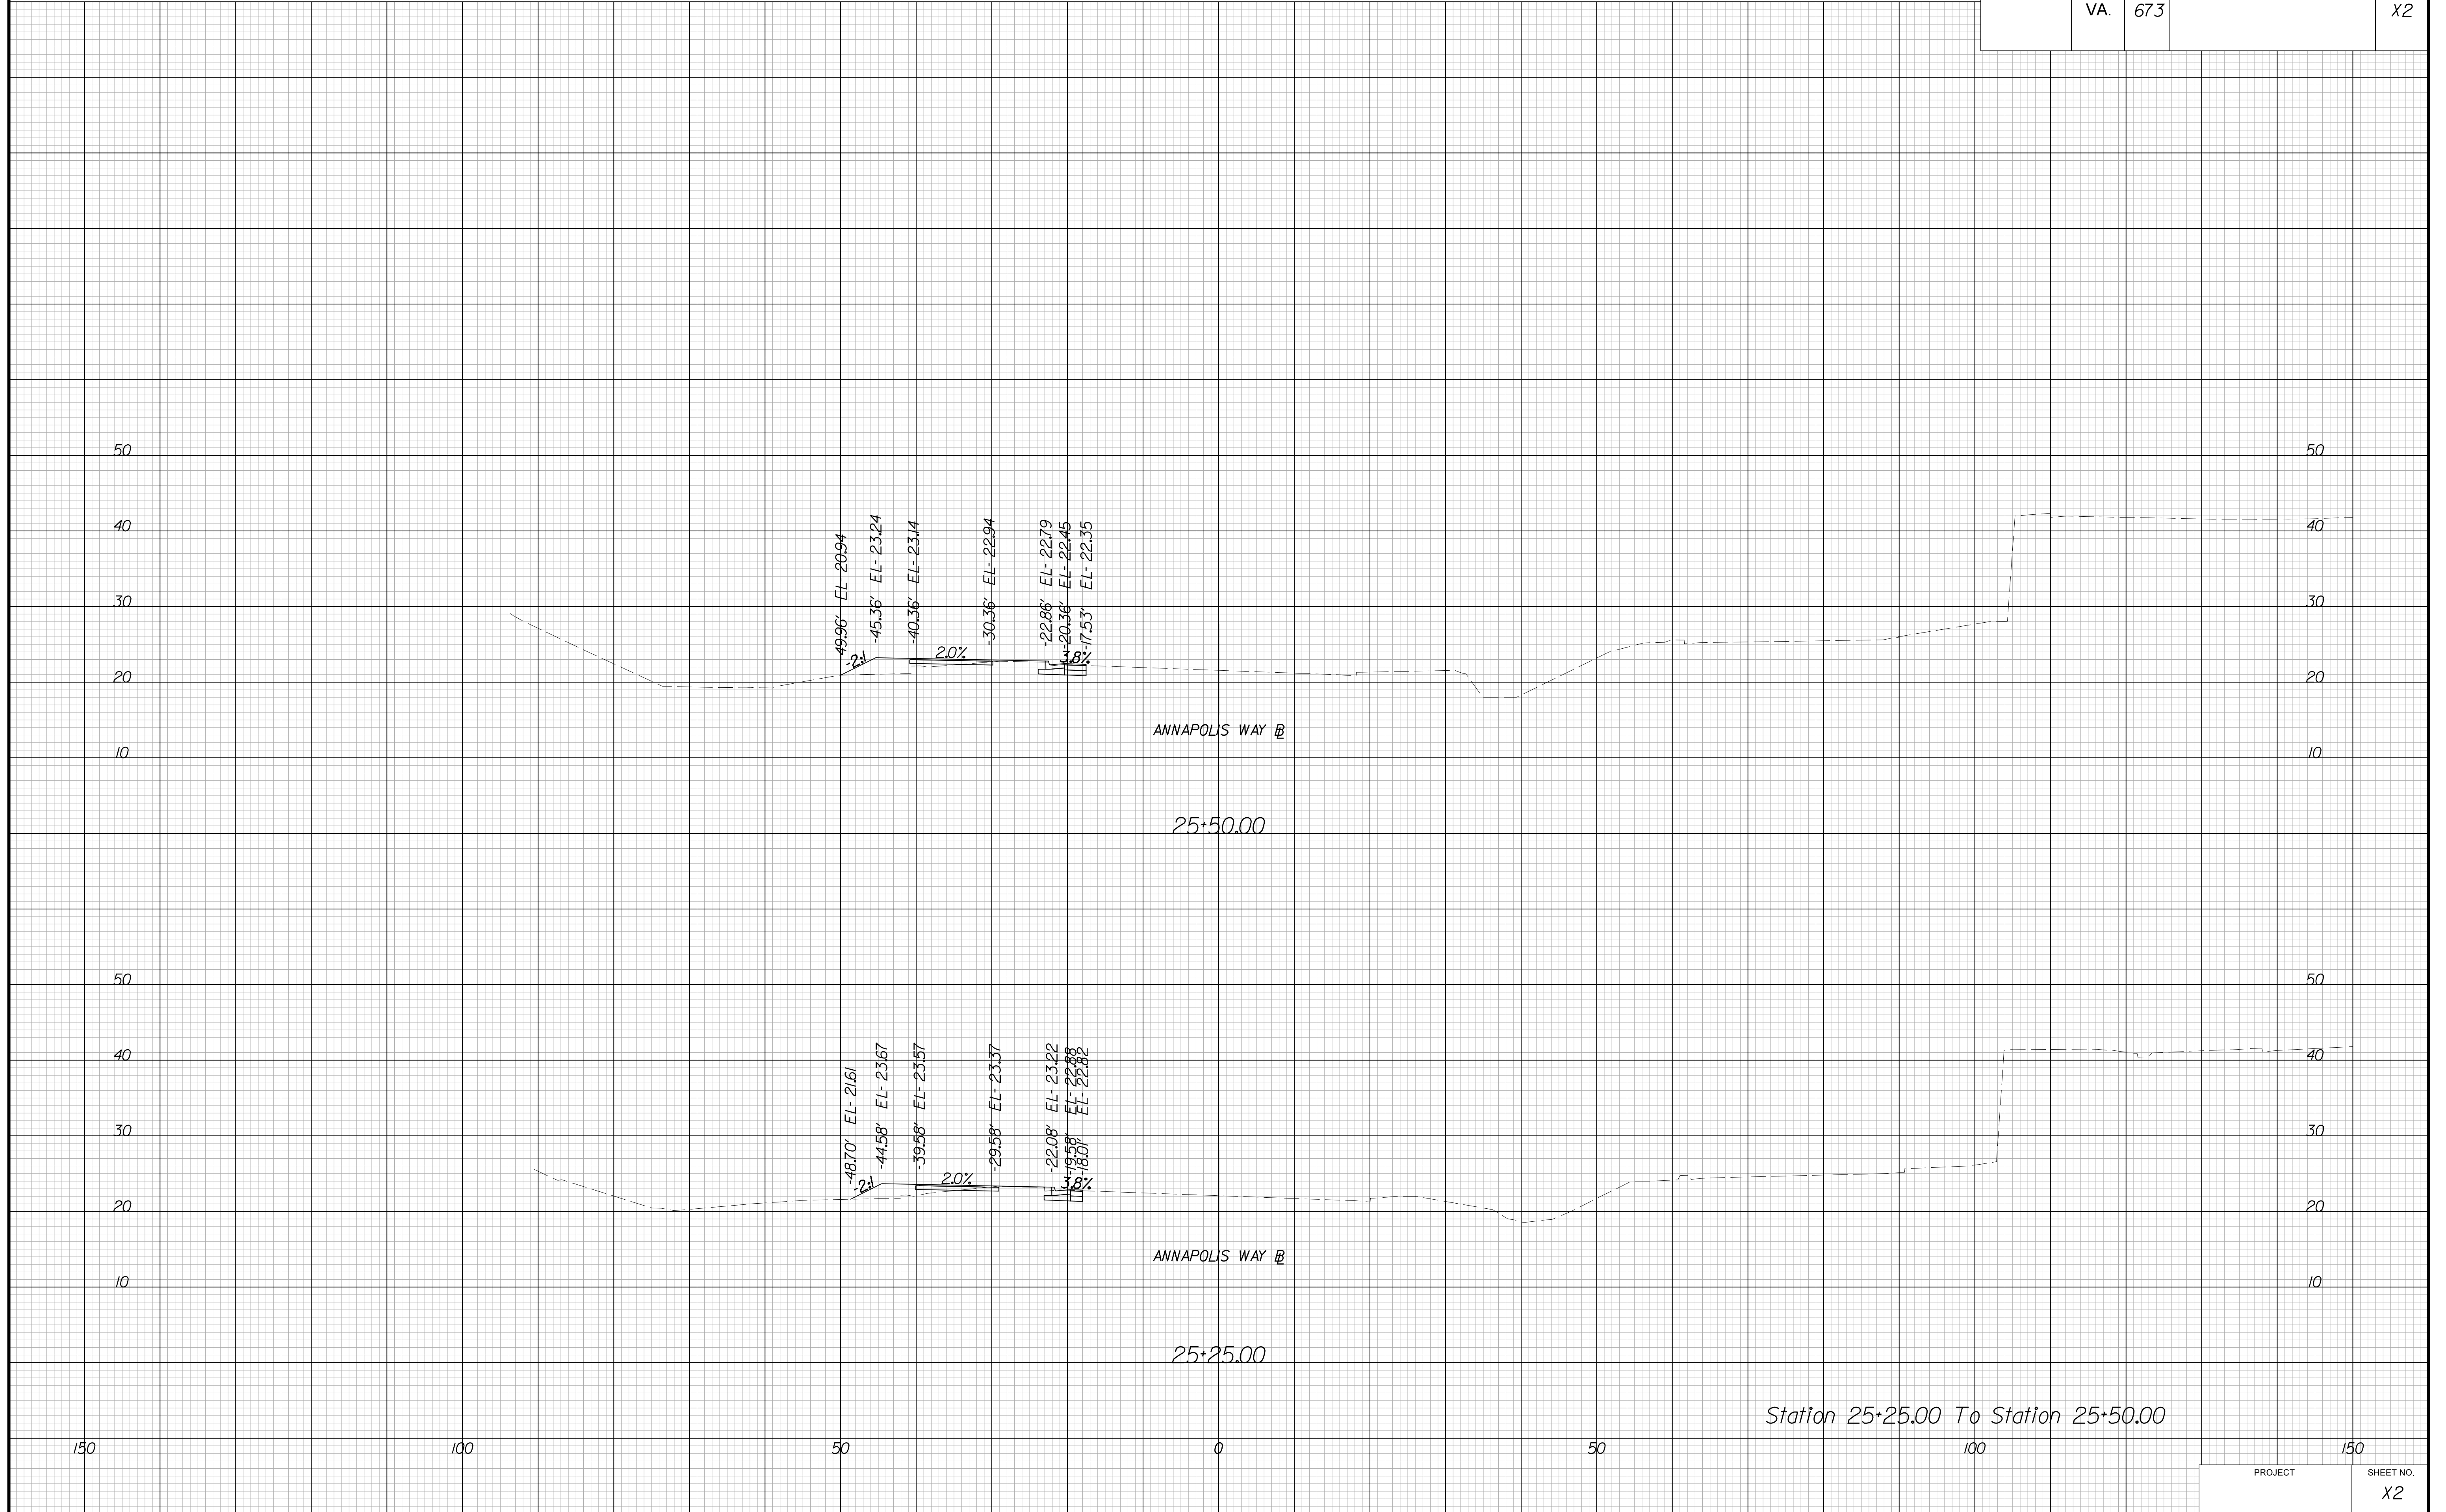 VA. 673 X2
50 50
40 40
30 30
20 20
10 10
-49.96' EL- 20.94
-45.36' EL- 23.24
-40.36' EL- 23.14
-30.36' EL- 22.94
-22.86' EL- 22.79
-20.36' EL- 22.45
-17.53' EL- 22.35
-2:1 2.0% 3.8%
ANNAPOLIS WAY BL
25+50.00
50 50
40 40
30 30
20 20
10 10
-48.70' EL- 21.61
-44.58' EL- 23.67
-39.58' EL- 23.57
-29.58' EL- 23.37
-22.08' EL- 23.22
-19.58' EL- 22.88
-18.01' EL- 22.82
-2:1 2.0% 3.8%
ANNAPOLIS WAY BL
25+25.00
Station 25+25.00 To Station 25+50.00
150 100 50 0 50 100 150
PROJECT SHEET NO.
X2